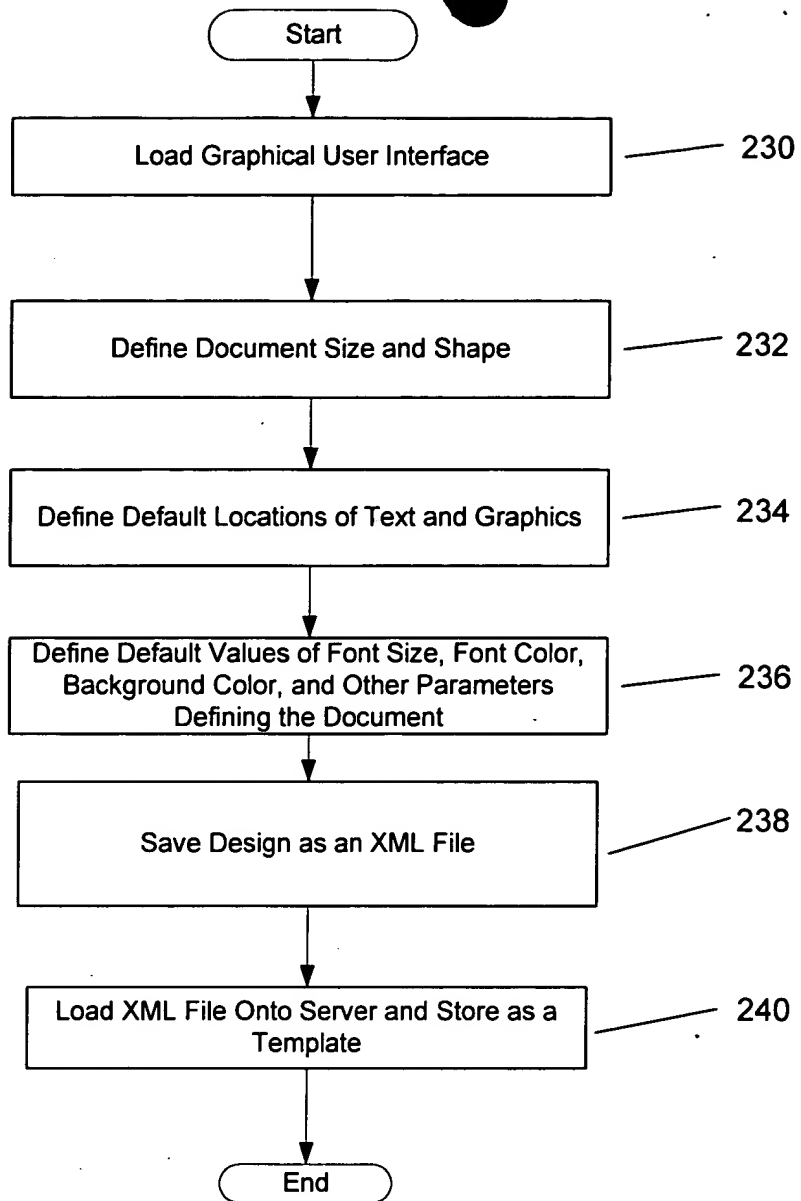 Start
Load Graphical User Interface
230
Define Document Size and Shape
232
Define Default Locations of Text and Graphics
234
Define Default Values of Font Size, Font Color,
Background Color, and Other Parameters
Defining the Document
236
Save Design as an XML File
238
Load XML File Onto Server and Store as a
Template
240
End